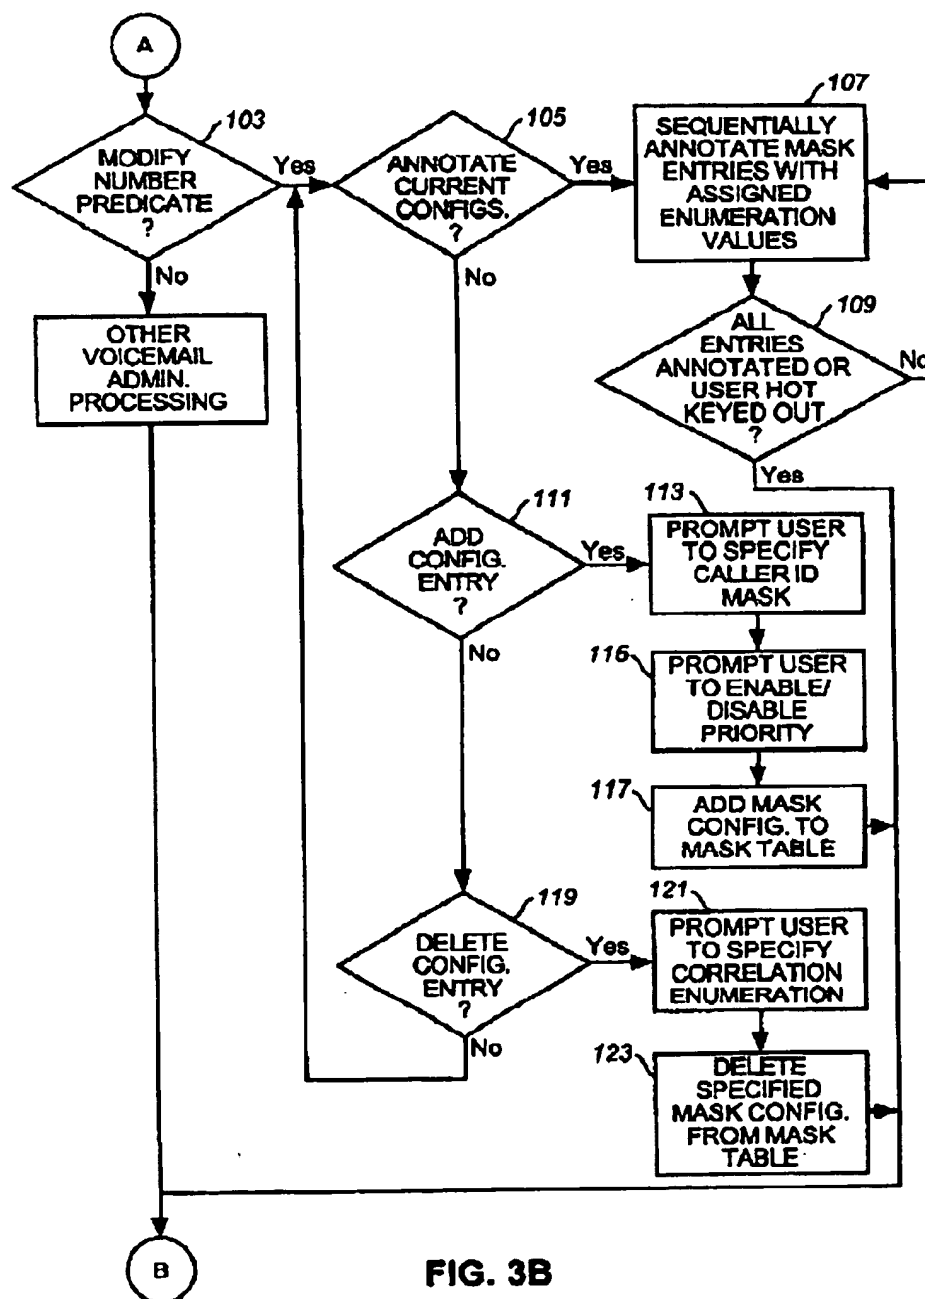 A
103
MODIFY
NUMBER
PREDICATE
?
Yes
No
OTHER
VOICEMAIL
ADMIN.
PROCESSING
105
ANNOTATE
CURRENT
CONFIGS.
?
Yes
No
107
SEQUENTIALLY
ANNOTATE MASK
ENTRIES WITH
ASSIGNED
ENUMERATION
VALUES
109
ALL
ENTRIES
ANNOTATED OR
USER HOT
KEYED OUT
?
No
Yes
111
ADD
CONFIG.
ENTRY
?
Yes
No
113
PROMPT USER
TO SPECIFY
CALLER ID
MASK
116
PROMPT USER
TO ENABLE/
DISABLE
PRIORITY
117
ADD MASK
CONFIG. TO
MASK TABLE
119
DELETE
CONFIG.
ENTRY
?
Yes
No
121
PROMPT USER
TO SPECIFY
CORRELATION
ENUMERATION
123
DELETE
SPECIFIED
MASK CONFIG.
FROM MASK
TABLE
B
FIG. 3B